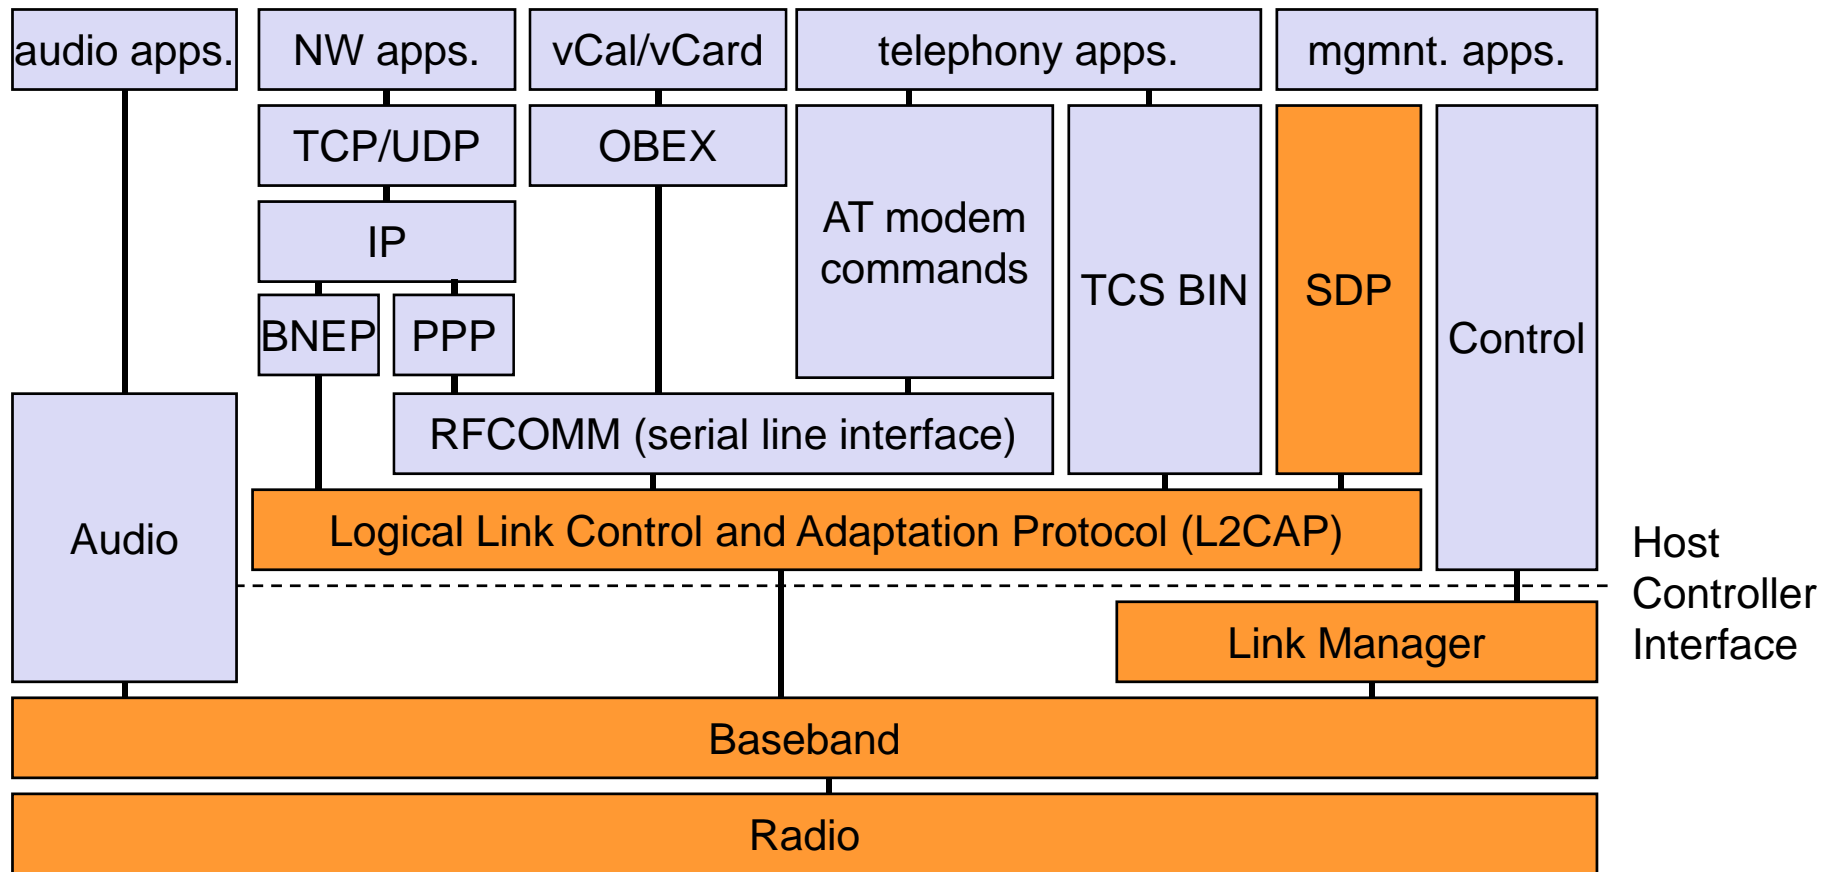 audio apps.
NW apps.
vCal/vCard
telephony apps.
mgmnt. apps.
TCP/UDP
OBEX
AT modem
commands
TCS BIN
SDP
Control
IP
BNEP
PPP
RFCOMM (serial line interface)
Audio
Logical Link Control and Adaptation Protocol (L2CAP)
Host
Controller
Interface
Link Manager
Baseband
Radio